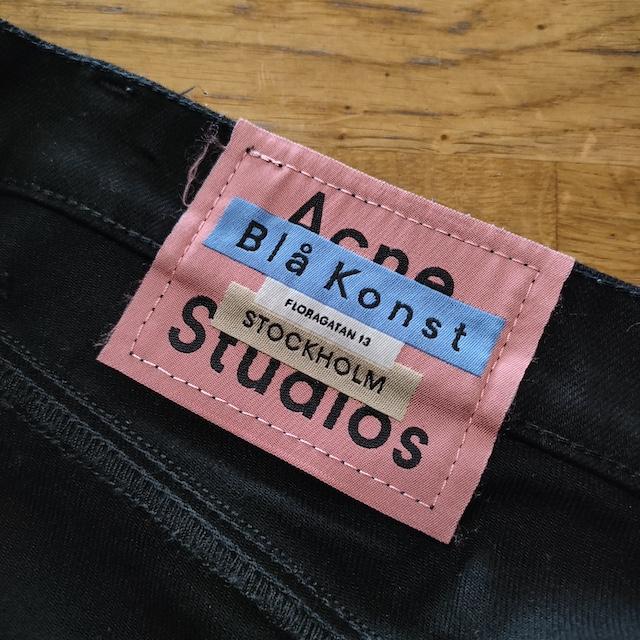 Acne
Blå Konst
FLORAGATAN 13
STOCKHOLM
Studios